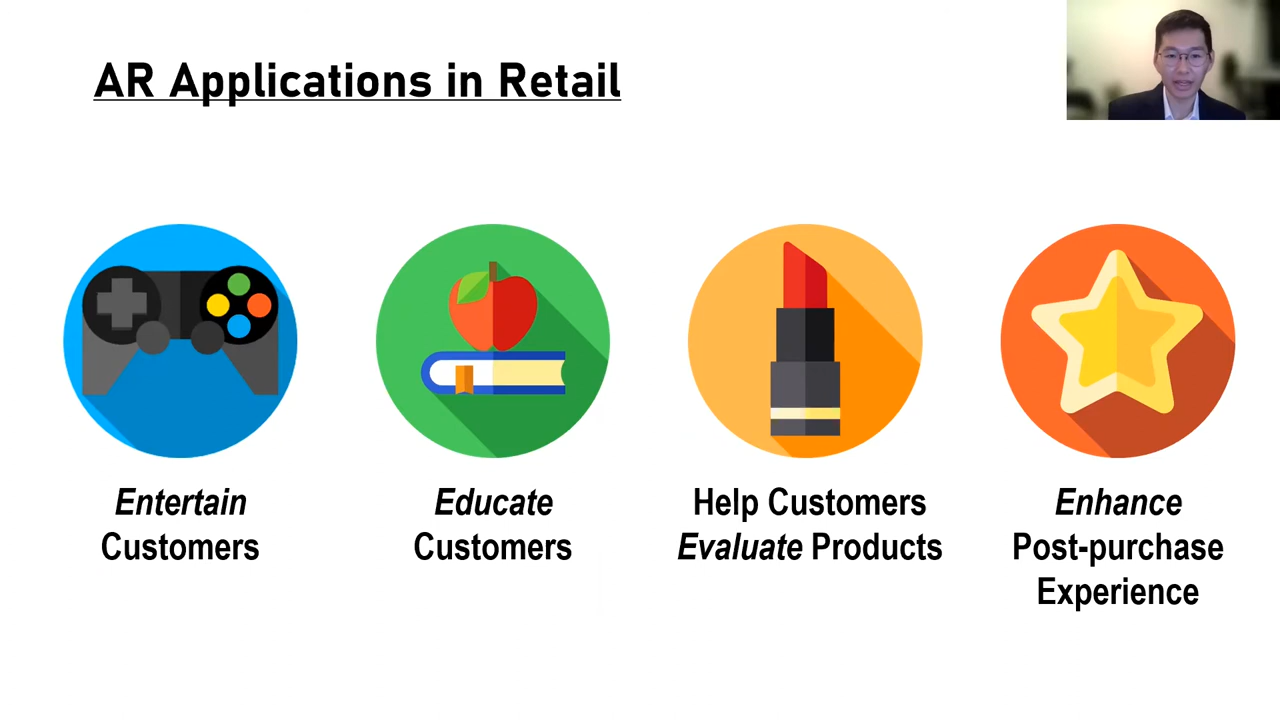 AR Applications in Retail
Entertain
Customers
Educate
Customers
Help Customers
Evaluate Products
Enhance
Post-purchase
Experience